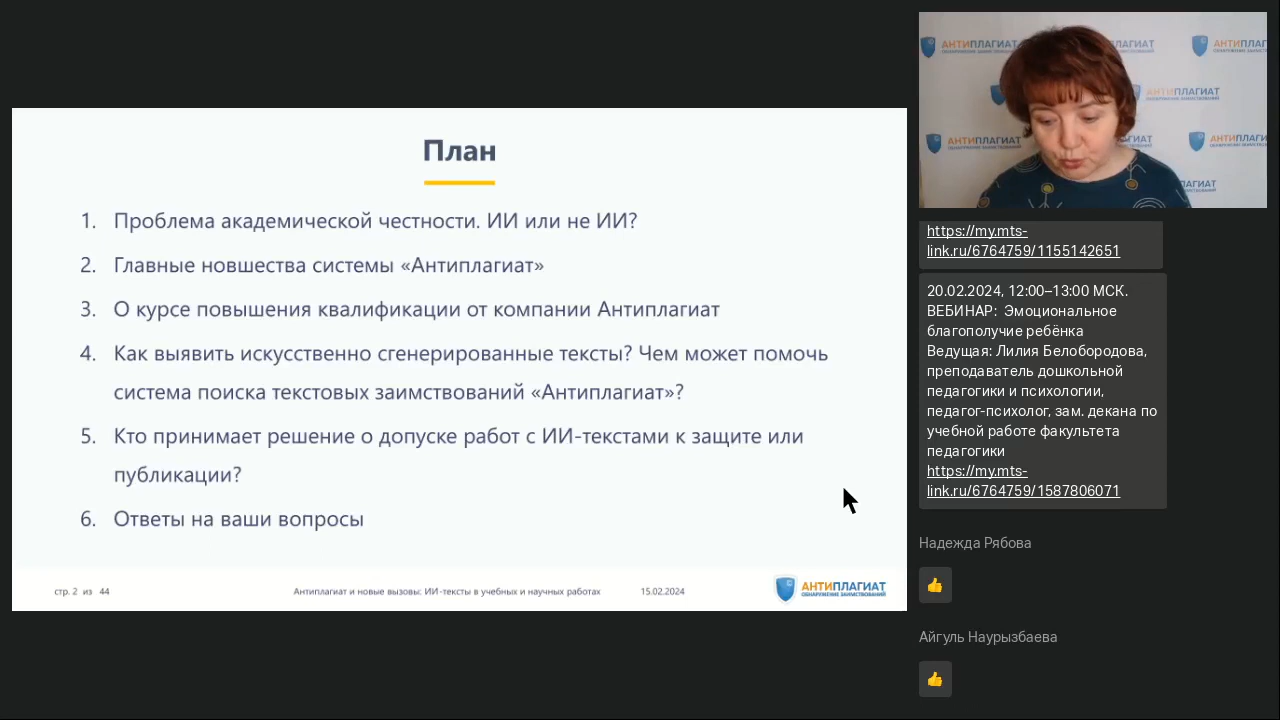 План
1. Проблема академической честности. ИИ или не ИИ?
2. Главные новшества системы «Антиплагиат»
3. О курсе повышения квалификации от компании Антиплагиат
4. Как выявить искусственно сгенерированные тексты? Чем может помочь
система поиска текстовых заимствований «Антиплагиат»?
5. Кто принимает решение о допуске работ с ИИ-текстами к защите или
публикации?
6. Ответы на ваши вопросы
стр. 2 из 44
Антиплагиат и новые вызовы: ИИ-тексты в учебных и научных работах
15.02.2024
АНТИПЛАГИАТ
ОБНАРУЖЕНИЕ ЗАИМСТВОВАНИЙ
АНТИПЛАГИАТ
https://my.mts-
link.ru/6764759/1155142651
20.02.2024, 12:00–13:00 МСК.
ВЕБИНАР: Эмоциональное
благополучие ребёнка
Ведущая: Лилия Белобородова,
преподаватель дошкольной
педагогики и психологии,
педагог-психолог, зам. декана по
учебной работе факультета
педагогики
https://my.mts-
link.ru/6764759/1587806071
Надежда Рябова
Айгуль Наурызбаева